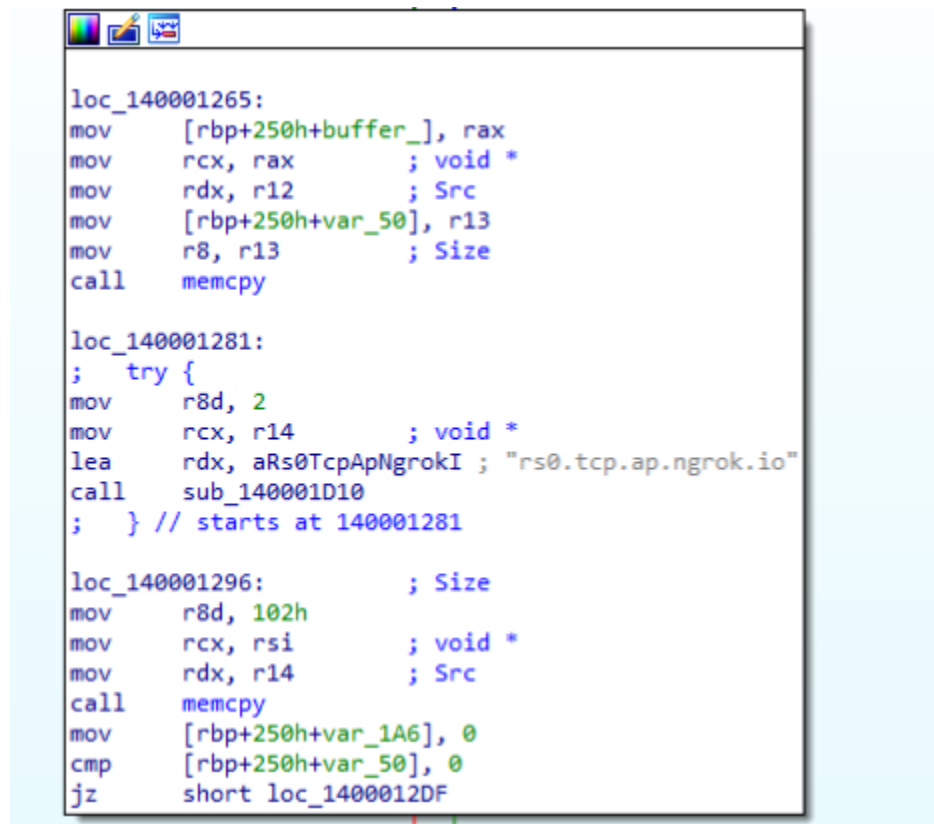 loc_140001265:
mov     [rbp+250h+buffer_], rax
mov     rcx, rax        ; void *
mov     rdx, r12        ; Src
mov     [rbp+250h+var_50], r13
mov     r8, r13         ; Size
call    memcpy
loc_140001281:
;   try {
mov     r8d, 2
mov     rcx, r14        ; void *
lea     rdx, aRs0TcpApNgrokI ; "rs0.tcp.ap.ngrok.io"
call    sub_140001D10
;   } // starts at 140001281
loc_140001296:          ; Size
mov     r8d, 102h
mov     rcx, rsi        ; void *
mov     rdx, r14        ; Src
call    memcpy
mov     [rbp+250h+var_1A6], 0
cmp     [rbp+250h+var_50], 0
jz      short loc_1400012DF